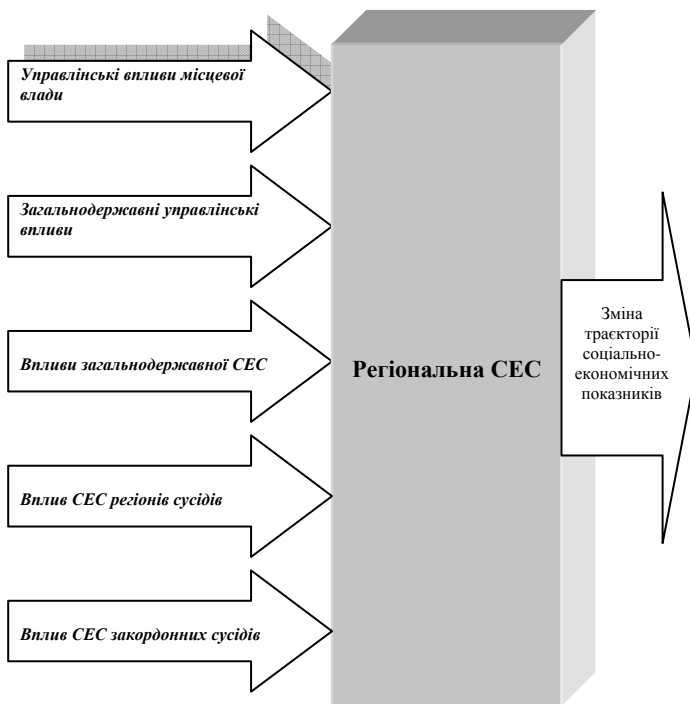 Управлінські впливи місцевої
влади
Загальнодержавні управлінські
впливи
Впливи загальнодержавної СЕС
Вплив СЕС регіонів сусідів
Вплив СЕС закордонних сусідів
Регіональна СЕС
Зміна
траєкторії
соціально-
економічних
показників